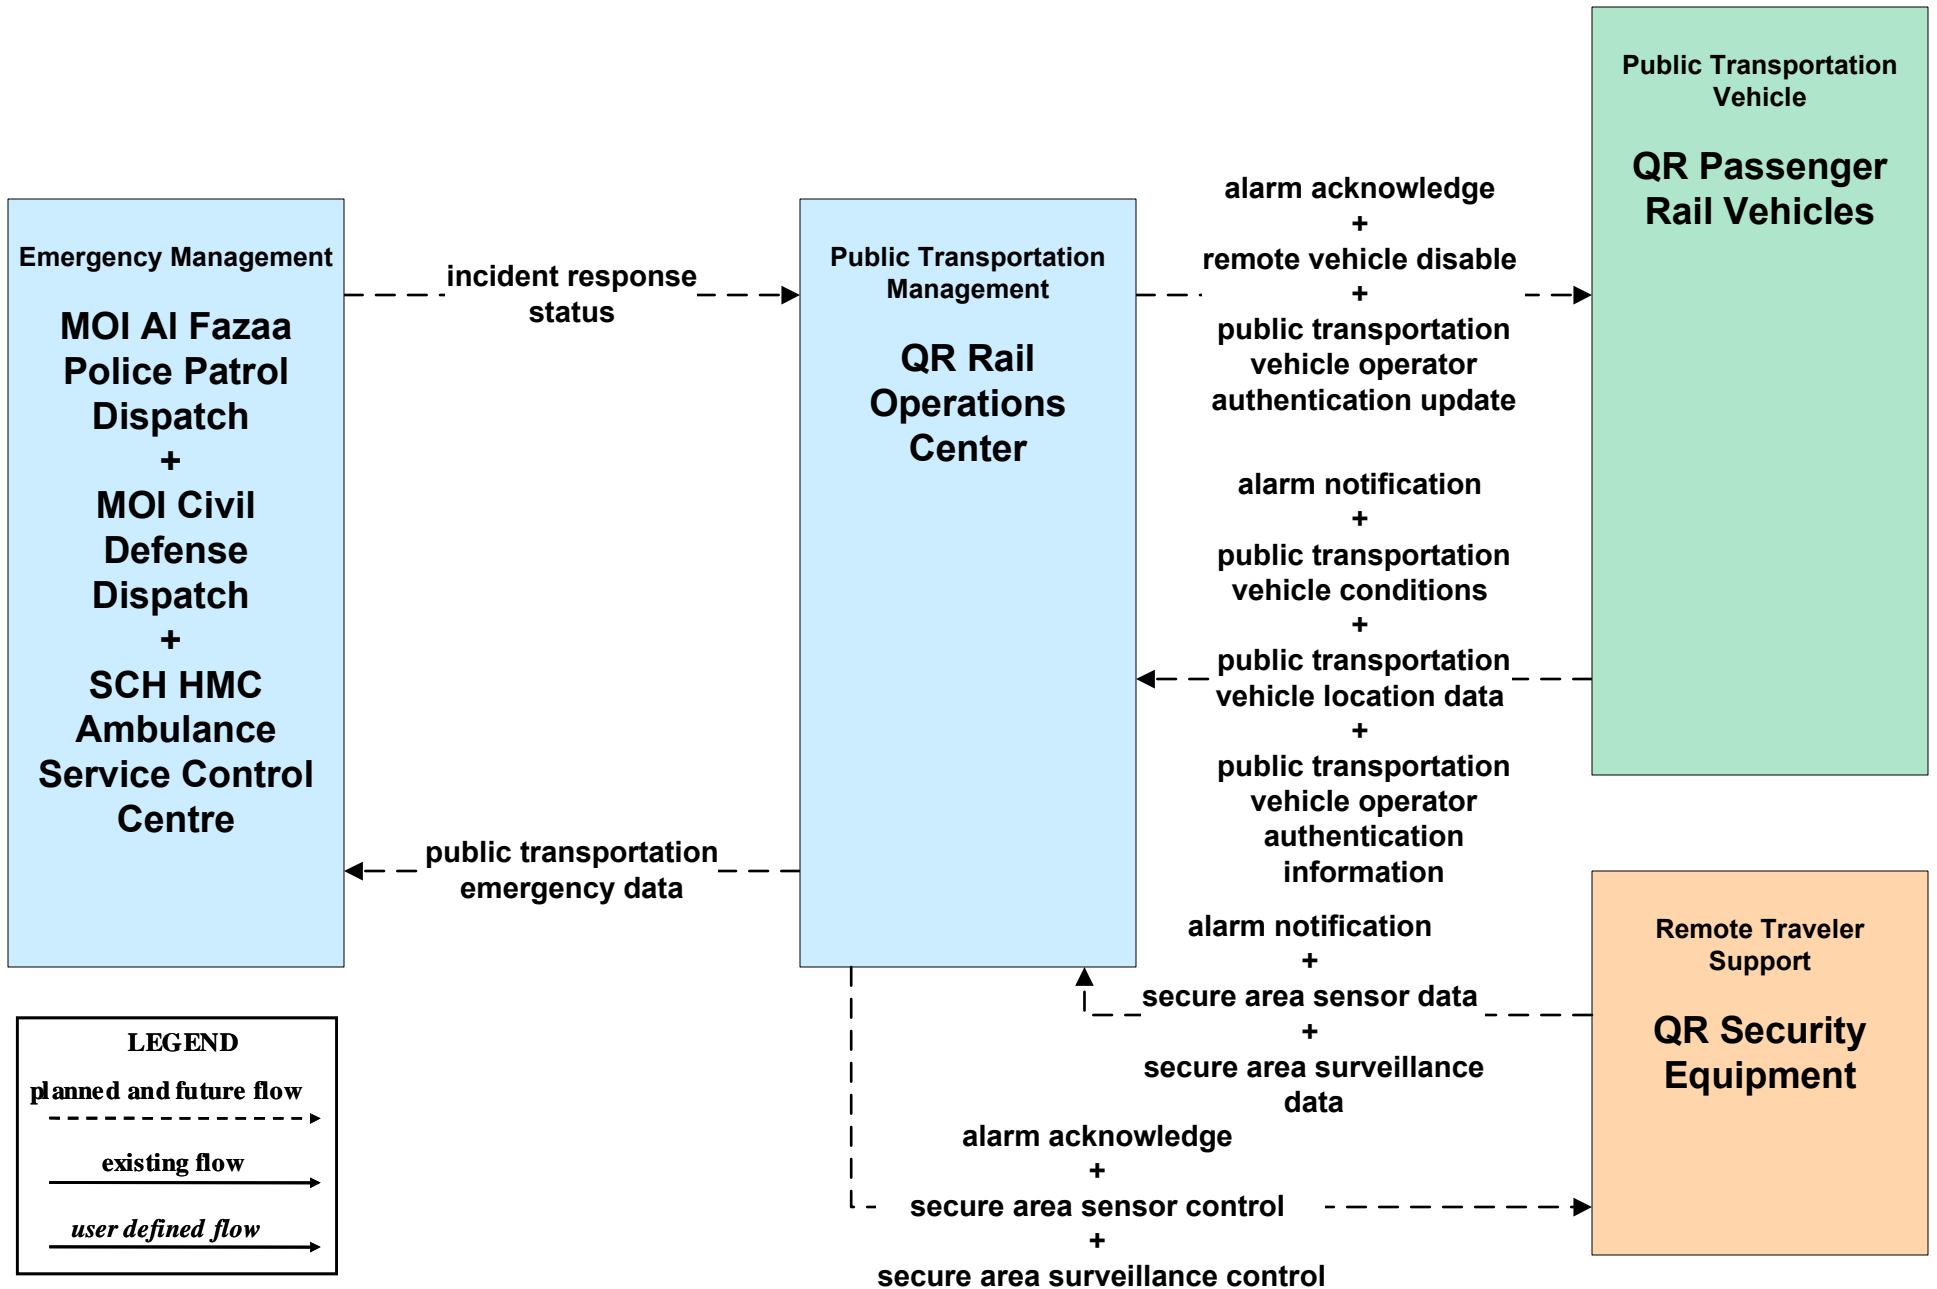 Emergency Management
MOI Al Fazaa
Police Patrol
Dispatch
+
MOI Civil
Defense
Dispatch
+
SCH HMC
Ambulance
Service Control
Centre
incident response
status
public transportation
emergency data
Public Transportation
Management
QR Rail
Operations
Center
alarm acknowledge
+
remote vehicle disable
+
public transportation
vehicle operator
authentication update
alarm notification
+
public transportation
vehicle conditions
+
public transportation
vehicle location data
+
public transportation
vehicle operator
authentication
information
Public Transportation
Vehicle
QR Passenger
Rail Vehicles
alarm notification
+
secure area sensor data
+
secure area surveillance
data
alarm acknowledge
+
secure area sensor control
+
secure area surveillance control
Remote Traveler
Support
QR Security
Equipment
LEGEND
planned and future flow
existing flow
user defined flow